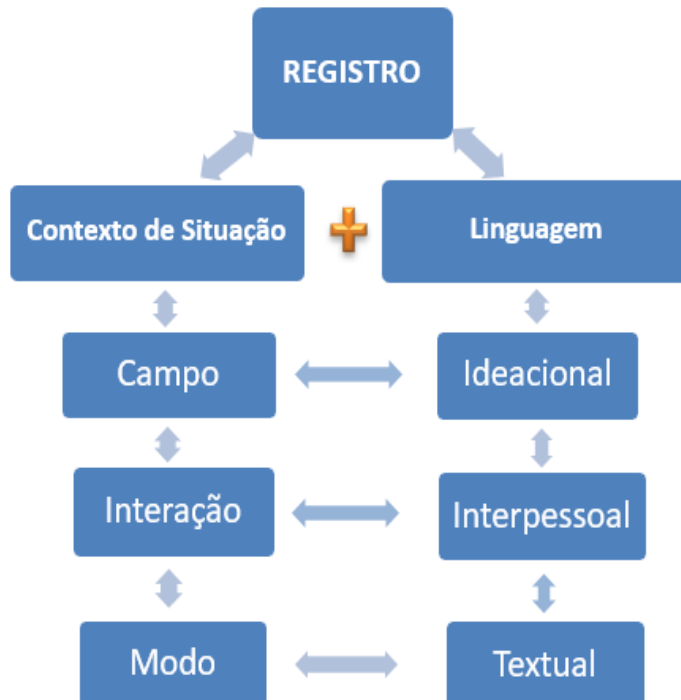 REGISTRO
Contexto de Situação
Linguagem
Campo
Ideacional
Interação
Interpessoal
Modo
Textual